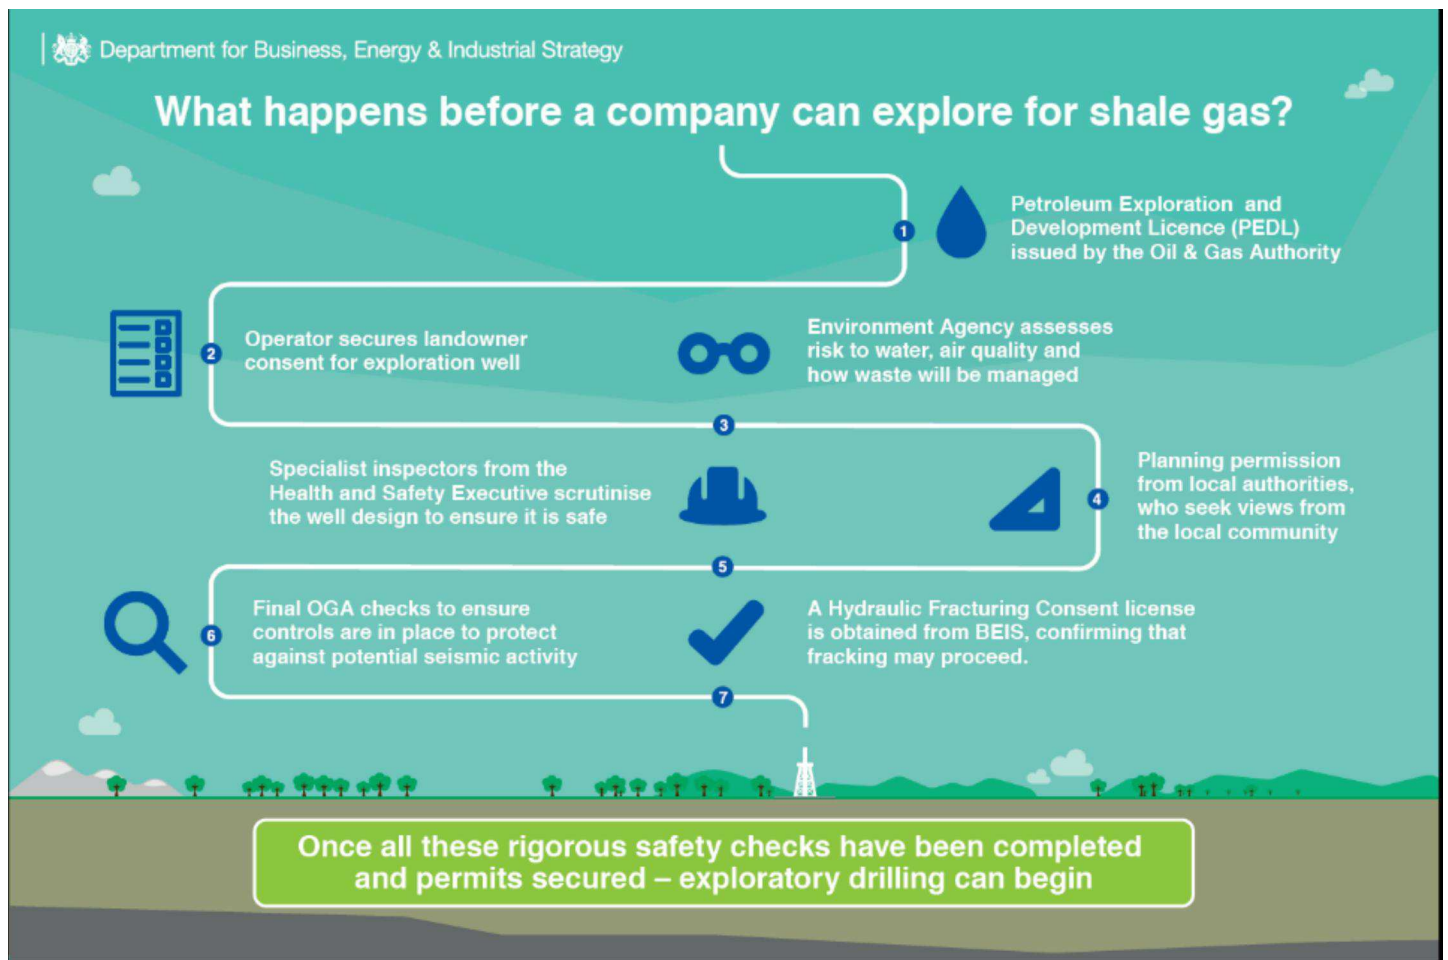 Department for Business, Energy & Industrial Strategy
What happens before a company can explore for shale gas?
1
Petroleum Exploration and
Development Licence (PEDL)
issued by the Oil & Gas Authority
2
Operator secures landowner
consent for exploration well
Environment Agency assesses
risk to water, air quality and
how waste will be managed
3
Planning permission
from local authorities,
who seek views from
the local community
4
Specialist inspectors from the
Health and Safety Executive scrutinise
the well design to ensure it is safe
5
6
Final OGA checks to ensure
controls are in place to protect
against potential seismic activity
A Hydraulic Fracturing Consent license
is obtained from BEIS, confirming that
fracking may proceed.
7
Once all these rigorous safety checks have been completed
and permits secured – exploratory drilling can begin